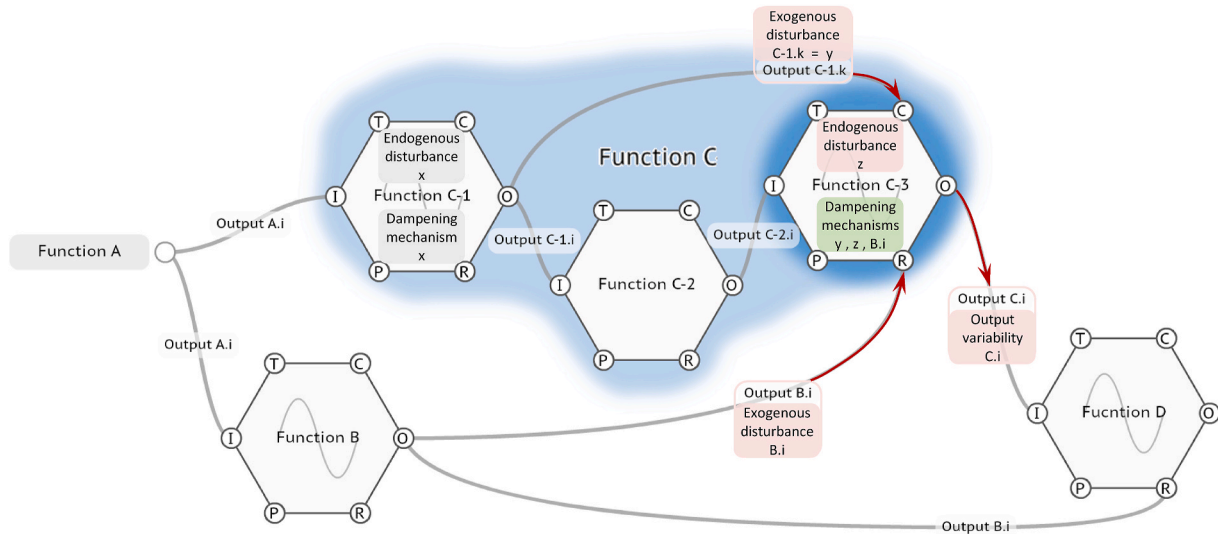 Exogenous
disturbance
C-1.k = y
Output C-1.k
T
C
Endogenous
disturbance
x
I
Function C-1
O
Dampening
mechanism
x
P
R
Function C
T
C
Endogenous
disturbance
z
I
Function C-3
O
Dampening
mechanisms
y , z , B.i
P
R
Output A.i
Function A
Output C-1.i
Output C-2.i
T
C
I
Function C-2
O
P
R
Output C.i
Output
variability
C.i
Output A.i
T
C
I
Function B
O
P
R
Output B.i
Exogenous
disturbance
B.i
T
C
I
Fucntion D
O
P
R
Output B.i